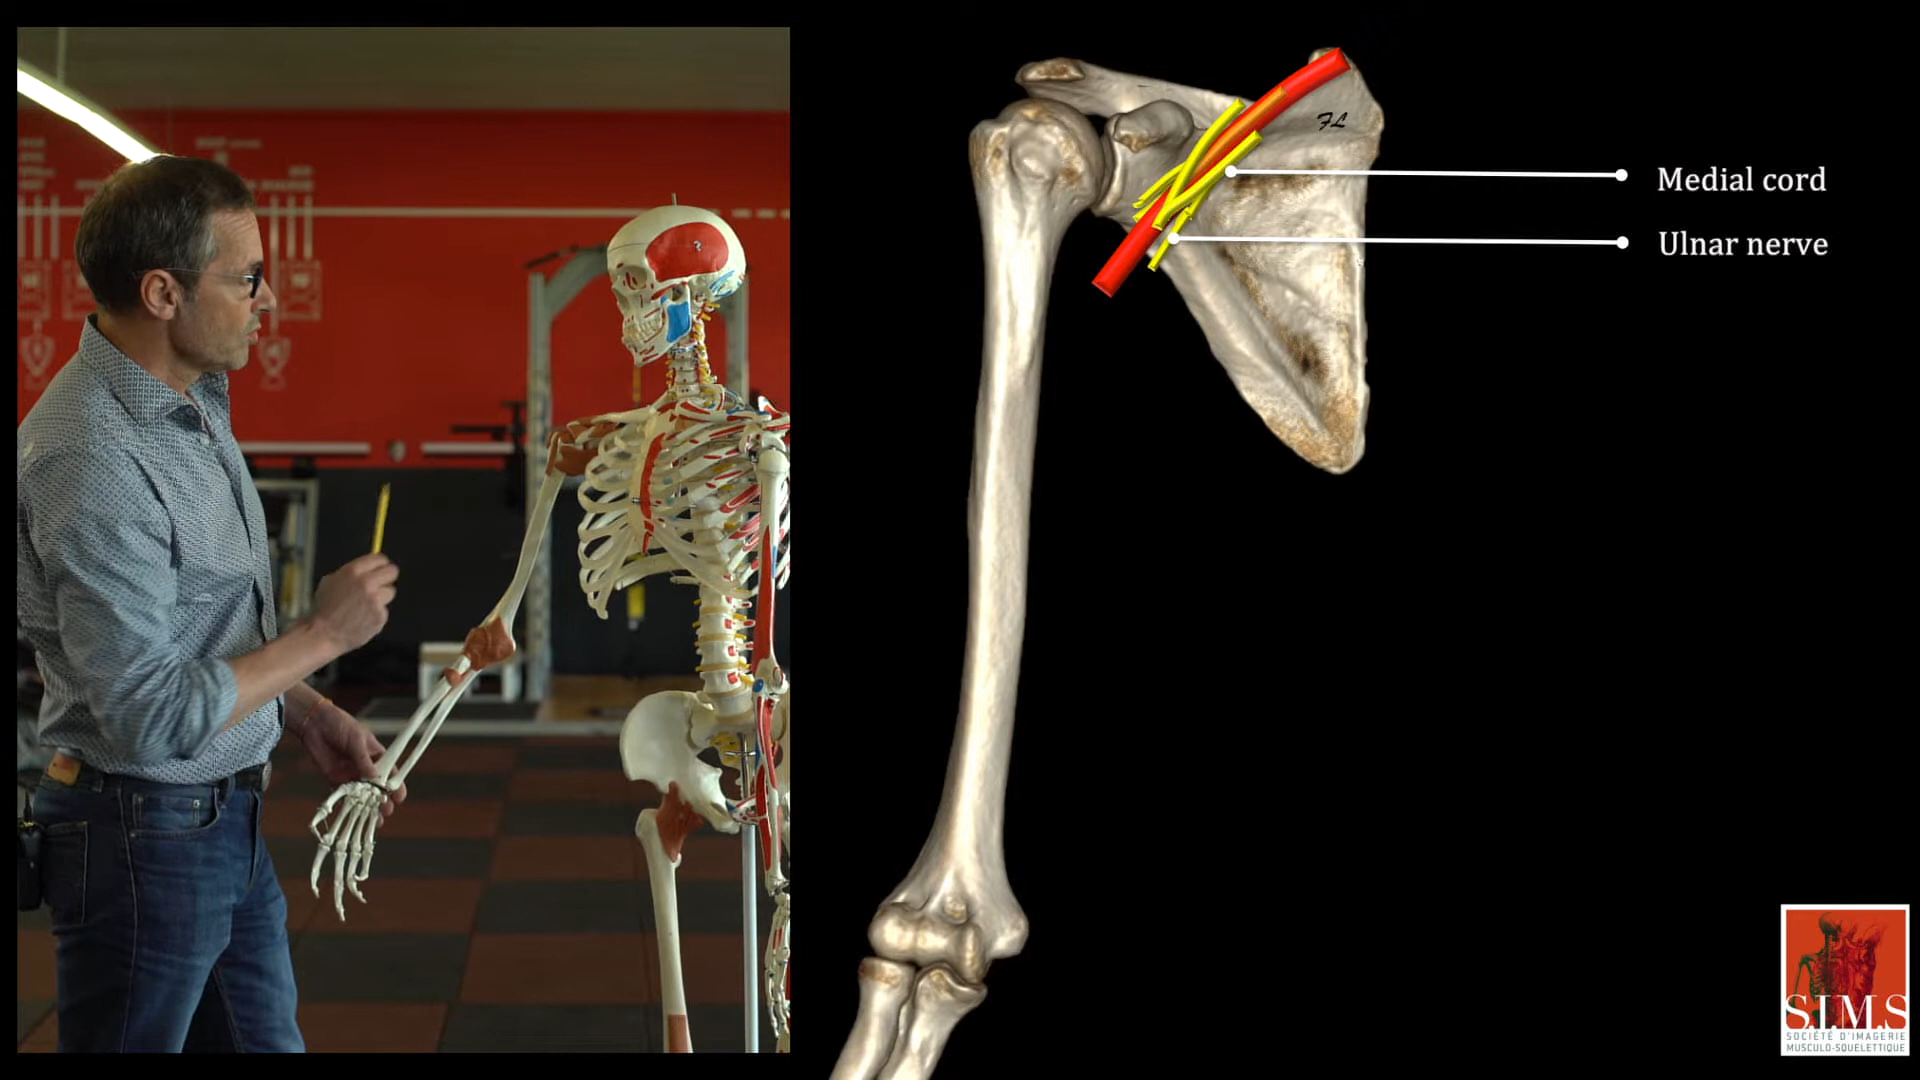 FL
Medial cord
Ulnar nerve
?
S.I.M.S
SOCIÉTÉ D'IMAGERIE
MUSCULO-SQUELETTIQUE